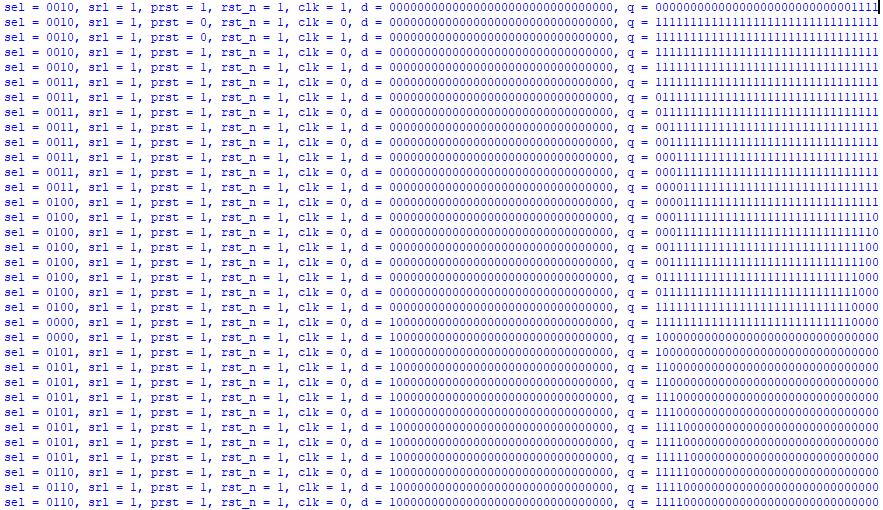 sel = 0010, srl = 1, prst = 1, rst_n = 1, clk = 1, d = 00000000000000000000000000000000, q = 00000000000000000000000000001111
sel = 0010, srl = 1, prst = 0, rst_n = 1, clk = 0, d = 00000000000000000000000000000000, q = 11111111111111111111111111111111
sel = 0010, srl = 1, prst = 0, rst_n = 1, clk = 1, d = 00000000000000000000000000000000, q = 11111111111111111111111111111111
sel = 0010, srl = 1, prst = 1, rst_n = 1, clk = 0, d = 00000000000000000000000000000000, q = 11111111111111111111111111111111
sel = 0010, srl = 1, prst = 1, rst_n = 1, clk = 1, d = 00000000000000000000000000000000, q = 11111111111111111111111111111111
sel = 0011, srl = 1, prst = 1, rst_n = 1, clk = 0, d = 00000000000000000000000000000000, q = 11111111111111111111111111111111
sel = 0011, srl = 1, prst = 1, rst_n = 1, clk = 1, d = 00000000000000000000000000000000, q = 01111111111111111111111111111111
sel = 0011, srl = 1, prst = 1, rst_n = 1, clk = 0, d = 00000000000000000000000000000000, q = 01111111111111111111111111111111
sel = 0011, srl = 1, prst = 1, rst_n = 1, clk = 1, d = 00000000000000000000000000000000, q = 00111111111111111111111111111111
sel = 0011, srl = 1, prst = 1, rst_n = 1, clk = 0, d = 00000000000000000000000000000000, q = 00111111111111111111111111111111
sel = 0011, srl = 1, prst = 1, rst_n = 1, clk = 1, d = 00000000000000000000000000000000, q = 00011111111111111111111111111111
sel = 0011, srl = 1, prst = 1, rst_n = 1, clk = 0, d = 00000000000000000000000000000000, q = 00011111111111111111111111111111
sel = 0011, srl = 1, prst = 1, rst_n = 1, clk = 1, d = 00000000000000000000000000000000, q = 00001111111111111111111111111111
sel = 0100, srl = 1, prst = 1, rst_n = 1, clk = 0, d = 00000000000000000000000000000000, q = 00001111111111111111111111111111
sel = 0100, srl = 1, prst = 1, rst_n = 1, clk = 1, d = 00000000000000000000000000000000, q = 00011111111111111111111111111110
sel = 0100, srl = 1, prst = 1, rst_n = 1, clk = 0, d = 00000000000000000000000000000000, q = 00011111111111111111111111111110
sel = 0100, srl = 1, prst = 1, rst_n = 1, clk = 1, d = 00000000000000000000000000000000, q = 00111111111111111111111111111100
sel = 0100, srl = 1, prst = 1, rst_n = 1, clk = 0, d = 00000000000000000000000000000000, q = 00111111111111111111111111111100
sel = 0100, srl = 1, prst = 1, rst_n = 1, clk = 1, d = 00000000000000000000000000000000, q = 01111111111111111111111111111000
sel = 0100, srl = 1, prst = 1, rst_n = 1, clk = 0, d = 00000000000000000000000000000000, q = 01111111111111111111111111111000
sel = 0100, srl = 1, prst = 1, rst_n = 1, clk = 1, d = 00000000000000000000000000000000, q = 11111111111111111111111111110000
sel = 0000, srl = 1, prst = 1, rst_n = 1, clk = 0, d = 10000000000000000000000000000000, q = 11111111111111111111111111110000
sel = 0000, srl = 1, prst = 1, rst_n = 1, clk = 1, d = 10000000000000000000000000000000, q = 10000000000000000000000000000000
sel = 0101, srl = 1, prst = 1, rst_n = 1, clk = 0, d = 10000000000000000000000000000000, q = 10000000000000000000000000000000
sel = 0101, srl = 1, prst = 1, rst_n = 1, clk = 1, d = 10000000000000000000000000000000, q = 11000000000000000000000000000000
sel = 0101, srl = 1, prst = 1, rst_n = 1, clk = 0, d = 10000000000000000000000000000000, q = 11000000000000000000000000000000
sel = 0101, srl = 1, prst = 1, rst_n = 1, clk = 1, d = 10000000000000000000000000000000, q = 11100000000000000000000000000000
sel = 0101, srl = 1, prst = 1, rst_n = 1, clk = 0, d = 10000000000000000000000000000000, q = 11100000000000000000000000000000
sel = 0101, srl = 1, prst = 1, rst_n = 1, clk = 1, d = 10000000000000000000000000000000, q = 11110000000000000000000000000000
sel = 0101, srl = 1, prst = 1, rst_n = 1, clk = 0, d = 10000000000000000000000000000000, q = 11110000000000000000000000000000
sel = 0101, srl = 1, prst = 1, rst_n = 1, clk = 1, d = 10000000000000000000000000000000, q = 11111000000000000000000000000000
sel = 0110, srl = 1, prst = 1, rst_n = 1, clk = 0, d = 10000000000000000000000000000000, q = 11111000000000000000000000000000
sel = 0110, srl = 1, prst = 1, rst_n = 1, clk = 1, d = 10000000000000000000000000000000, q = 11110000000000000000000000000000
sel = 0110, srl = 1, prst = 1, rst_n = 1, clk = 0, d = 10000000000000000000000000000000, q = 11110000000000000000000000000000